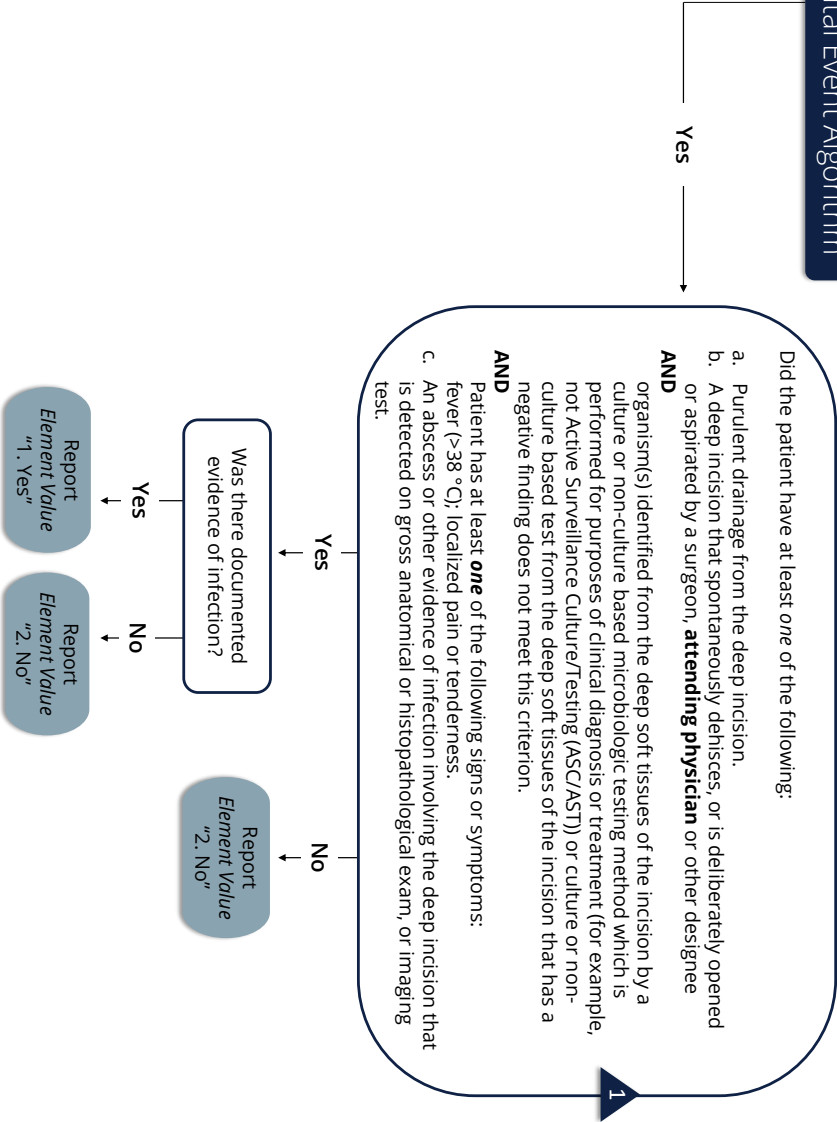 Event Algorithm
Yes
Did the patient have at least one of the following:
a. Purulent drainage from the deep incision.
b. A deep incision that spontaneously dehisces, or is deliberately opened
or aspirated by a surgeon, attending physician or other designee
AND
organism(s) identified from the deep soft tissues of the incision by a
culture or non-culture based microbiologic testing method which is
performed for purposes of clinical diagnosis or treatment (for example,
not Active Surveillance Culture/Testing (ASC/AST)) or culture or non-
culture based test from the deep soft tissues of the incision that has a
negative finding does not meet this criterion.
AND
Patient has at least one of the following signs or symptoms:
fever (>38 °C); localized pain or tenderness.
c. An abscess or other evidence of infection involving the deep incision that
is detected on gross anatomical or histopathological exam, or imaging
test.
1
Yes
No
Was there documented
evidence of infection?
Report
Element Value
"2. No"
Yes
No
Report
Element Value
"1. Yes"
Report
Element Value
"2. No"